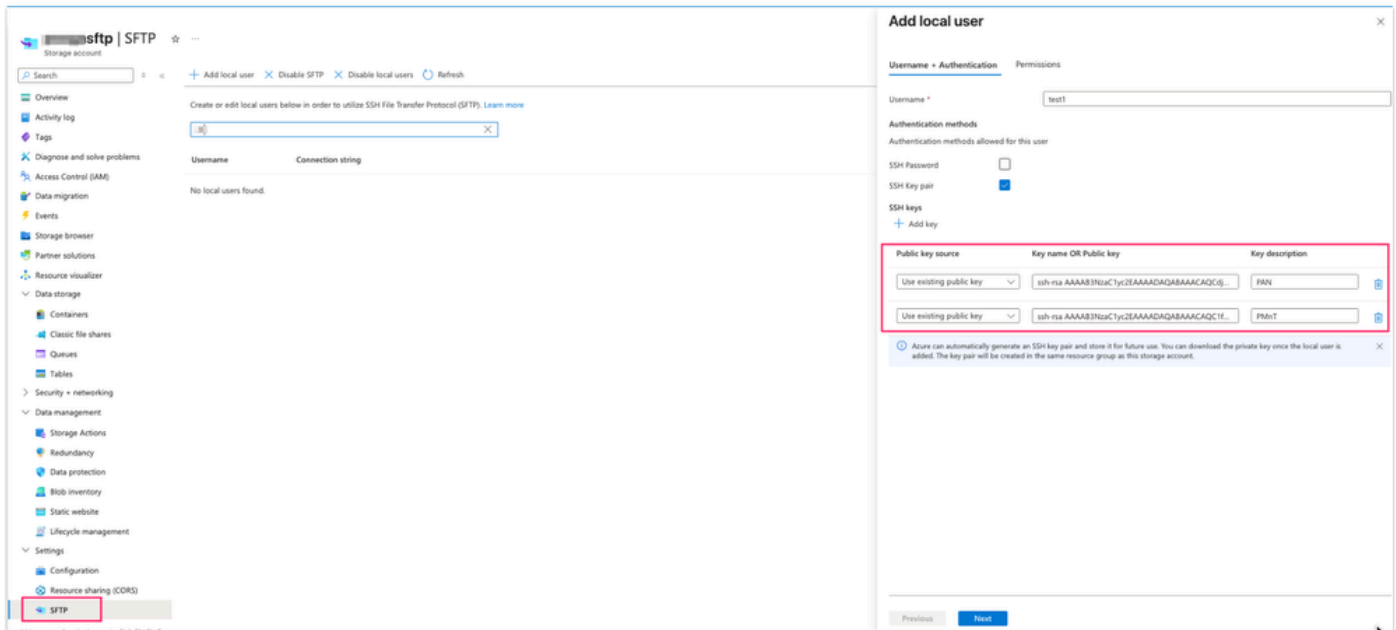 sftp | SFTP
Storage account
Search
Overview
Activity log
Tags
Diagnose and solve problems
Access Control (IAM)
Data migration
Events
Storage browser
Partner solutions
Resource visualizer
Data storage
Containers
Classic file shares
Queues
Tables
Security + networking
Data management
Storage Actions
Redundancy
Data protection
Blob inventory
Static website
Lifecycle management
Settings
Configuration
Resource sharing (CORS)
SFTP
Add local user Disable SFTP Disable local users Refresh
Create or edit local users below in order to utilize SSH File Transfer Protocol (SFTP). Learn more
Username Connection string
No local users found.
Add local user
Username + Authentication Permissions
Username * test1
Authentication methods
Authentication methods allowed for this user
SSH Password
SSH Key pair
SSH keys
Add key
Public key source Key name OR Public key Key description
Use existing public key ssh-rsa AAAAB3NzaC1yc2EAAAADAQABAAACAQCdj... PAN
Use existing public key ssh-rsa AAAAB3NzaC1yc2EAAAADAQABAAACAQC1f... PMnT
Azure can automatically generate an SSH key pair and store it for future use. You can download the private key once the local user is
added. The key pair will be created in the same resource group as this storage account.
Previous Next